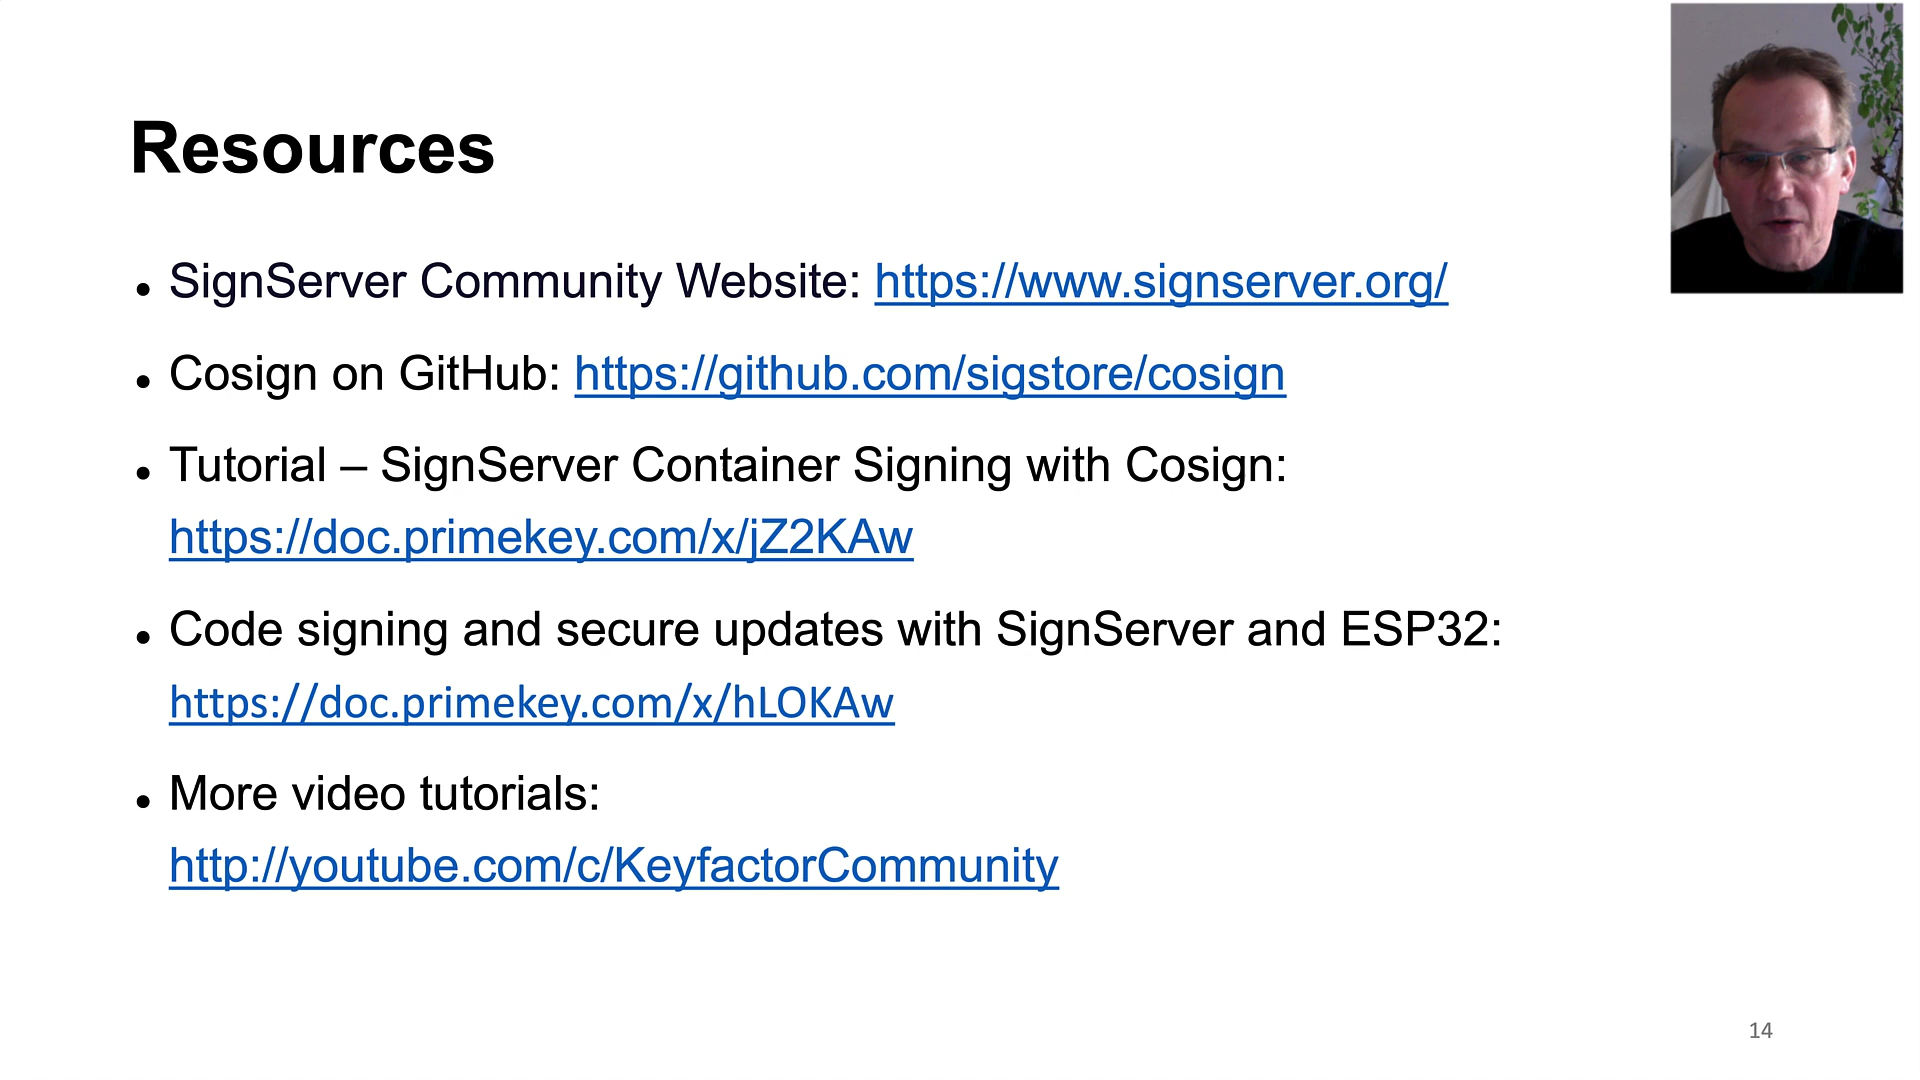 Resources
• SignServer Community Website: https://www.signserver.org/
• Cosign on GitHub: https://github.com/sigstore/cosign
• Tutorial – SignServer Container Signing with Cosign:
https://doc.primekey.com/x/jZ2KAw
• Code signing and secure updates with SignServer and ESP32:
https://doc.primekey.com/x/hLOKAw
• More video tutorials:
http://youtube.com/c/KeyfactorCommunity
14